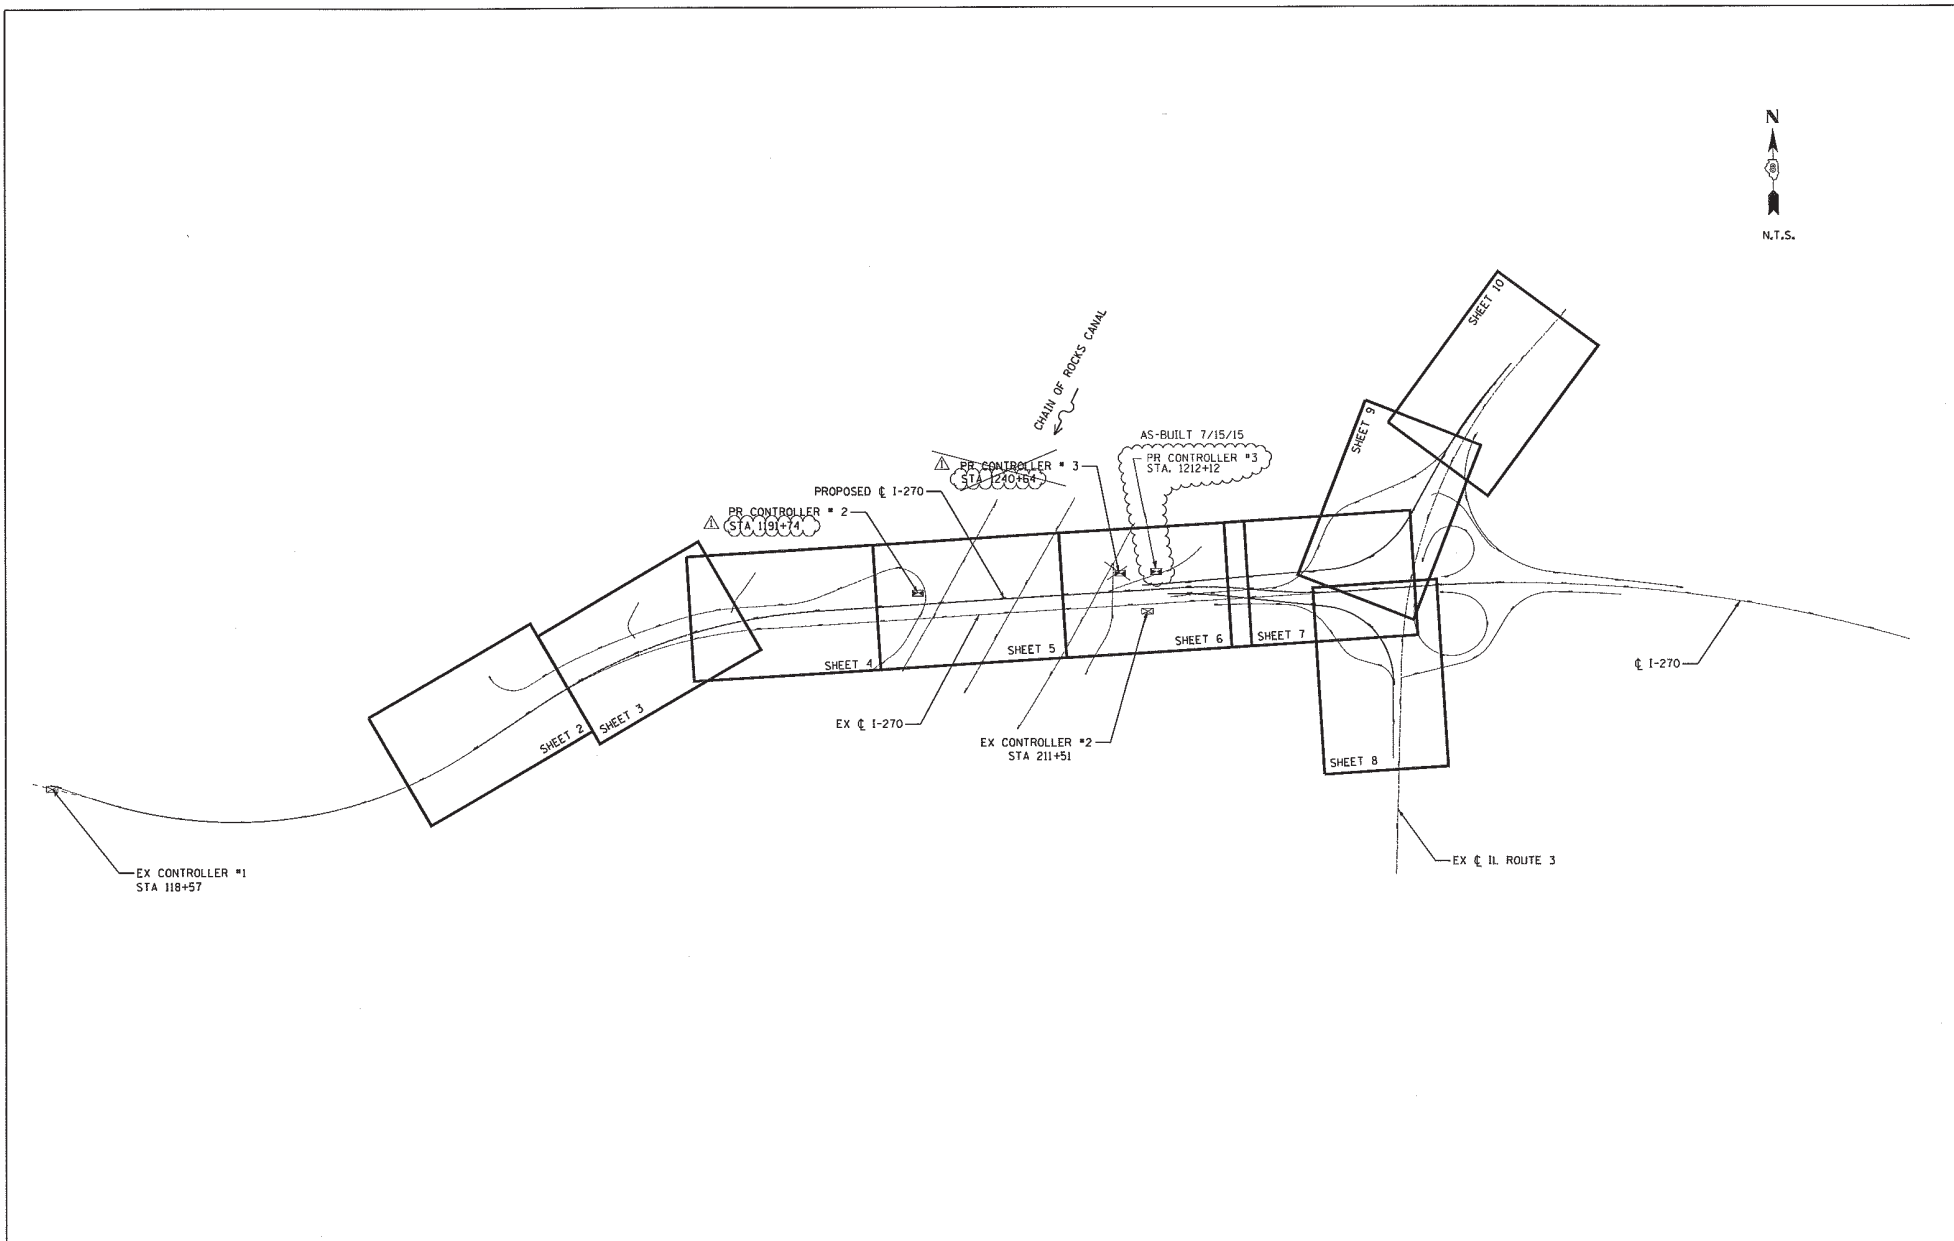 N
N.T.S.
SHEET 10
CHAIN OF ROCKS CANAL
SHEET 9
AS-BUILT 7/15/15
PR CONTROLLER #3
STA. 1212+12
PR CONTROLLER # 3
STA 1240+64
PROPOSED ℄ I-270
PR CONTROLLER # 2
STA 1191+74
SHEET 2
SHEET 3
SHEET 4
SHEET 5
SHEET 6
SHEET 7
℄ I-270
EX ℄ I-270
EX CONTROLLER #2
STA 211+51
SHEET 8
EX CONTROLLER #1
STA 118+57
EX ℄ IL ROUTE 3